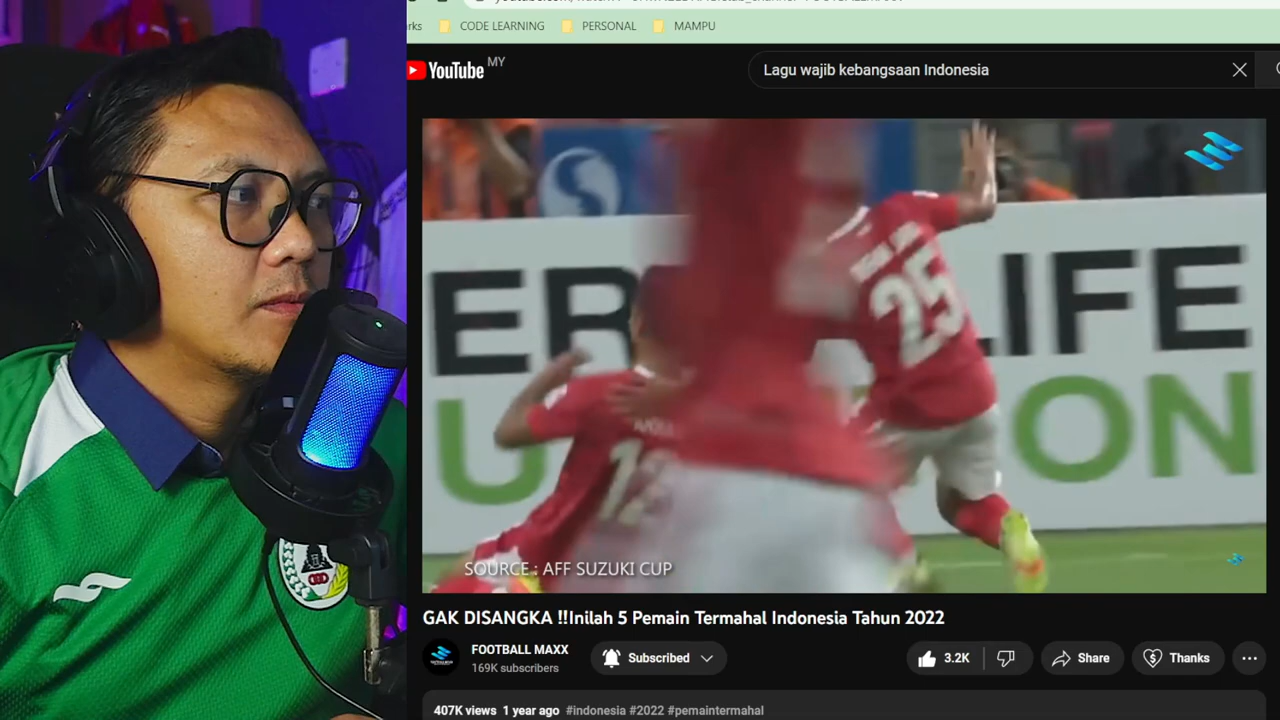 CODE LEARNING
PERSONAL
MAMPU
YouTube MY
Lagu wajib kebangsaan Indonesia
25
LIFE
ON
SOURCE : AFF SUZUKI CUP
GAK DISANGKA !!Inilah 5 Pemain Termahal Indonesia Tahun 2022
FOOTBALL MAXX
169K subscribers
Subscribed
3.2K
Share
Thanks
407K views 1 year ago #indonesia #2022 #pemaintermahal